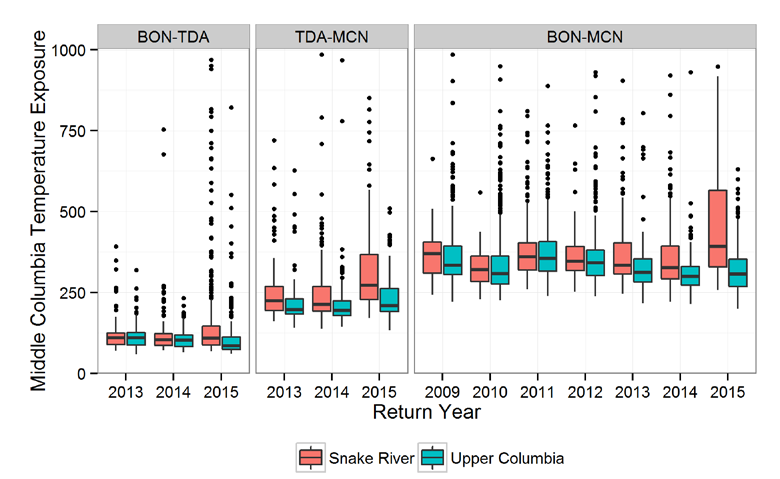 BON-TDA TDA-MCN BON-MCN
Middle Columbia Temperature Exposure
1000
750
500
250
0
2013 2014 2015 2013 2014 2015 2009 2010 2011 2012 2013 2014 2015
Return Year
Snake River Upper Columbia